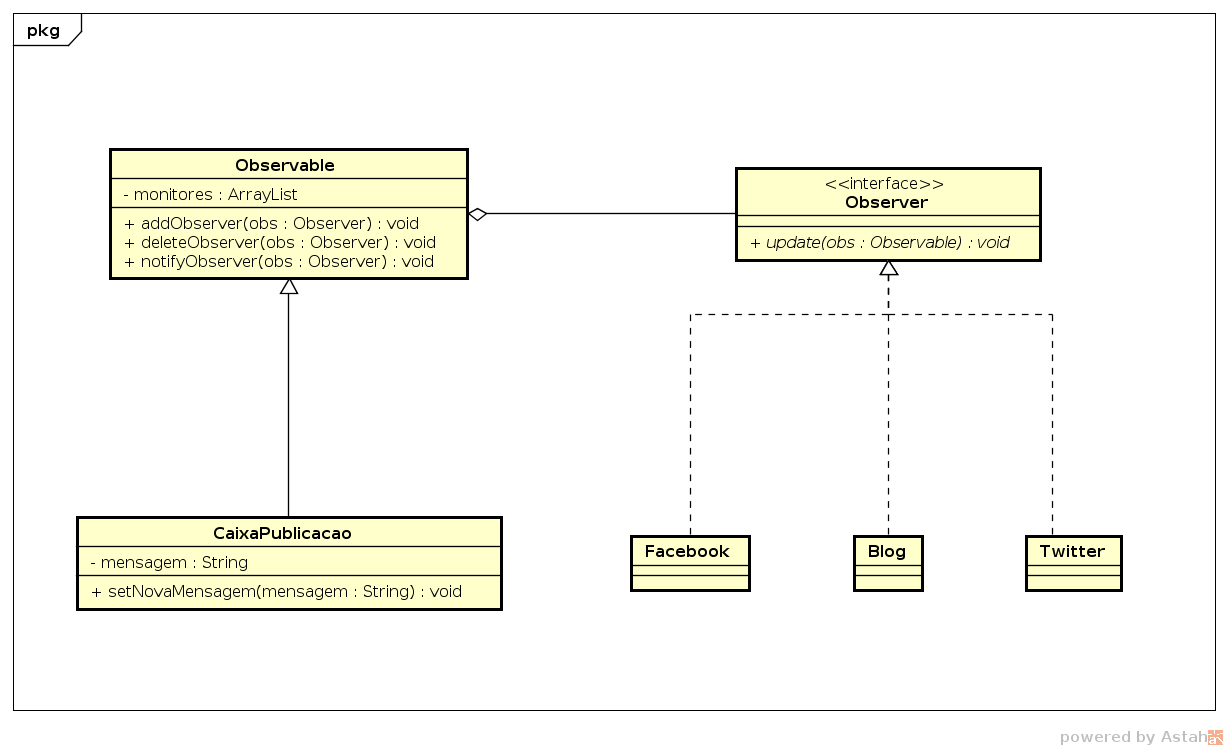 pkg
Observable
- monitores : ArrayList
+ addObserver(obs : Observer) : void
+ deleteObserver(obs : Observer) : void
+ notifyObserver(obs : Observer) : void
<<interface>>
Observer
+ update(obs : Observable) : void
CaixaPublicacao
- mensagem : String
+ setNovaMensagem(mensagem : String) : void
Facebook
Blog
Twitter
powered by Astah